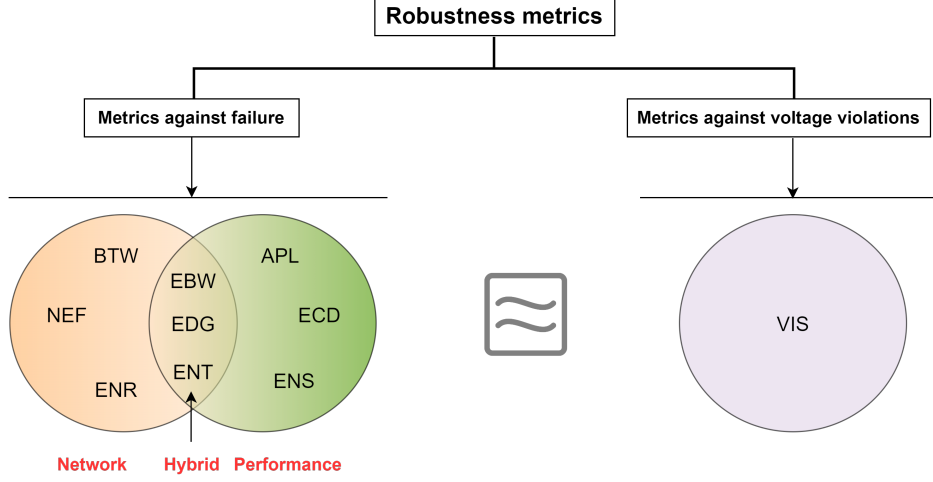 Robustness metrics
Metrics against failure
Metrics against voltage violations
BTW
APL
EBW
NEF
EDG
ECD
VIS
ENT
ENR
ENS
Network
Hybrid
Performance